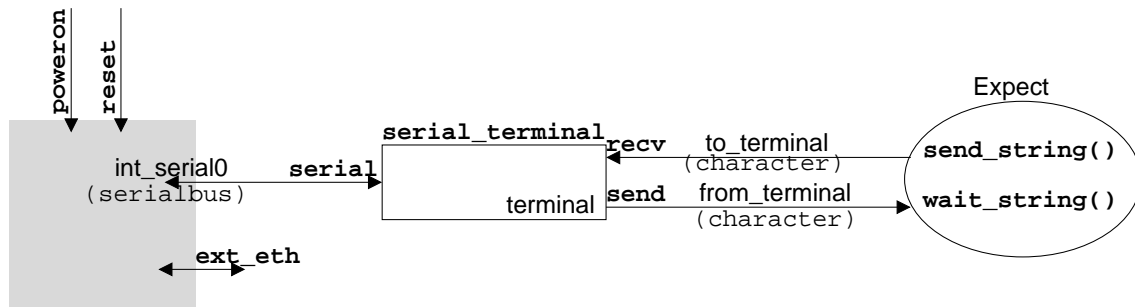 poweron
reset
Expect
serial_terminal
recv
to_terminal
(character)
send_string()
int_serial0
(serialbus)
serial
terminal
send
from_terminal
(character)
wait_string()
ext_eth